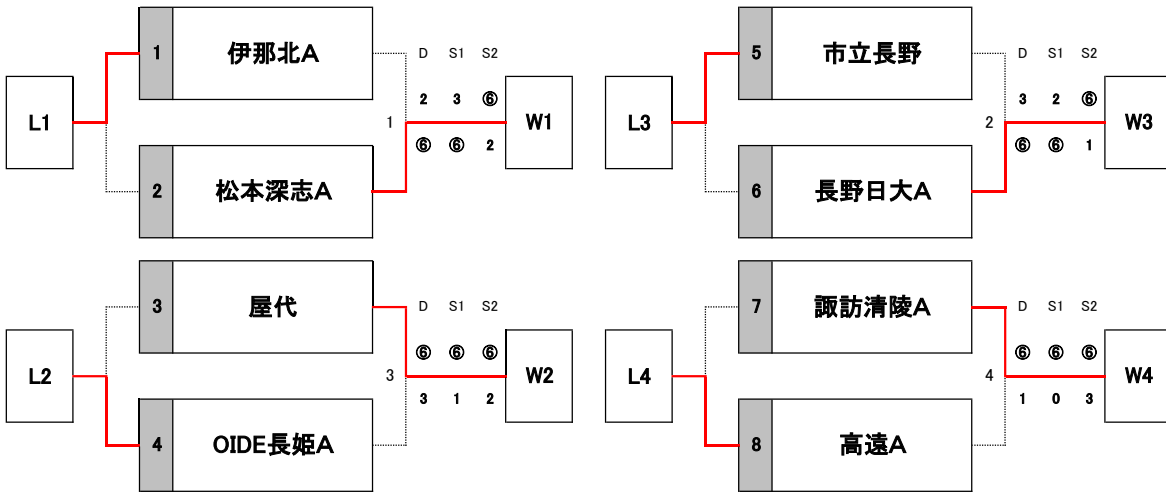 1 伊那北A D S1 S2
L1 2 3 ⑥ W1
1
⑥ ⑥ 2
2 松本深志A
5 市立長野 D S1 S2
L3 3 2 ⑥ W3
2
⑥ ⑥ 1
6 長野日大A
3 屋代 D S1 S2
L2 ⑥ ⑥ ⑥ W2
3
3 1 2
4 OIDE長姫A
7 諏訪清陵A D S1 S2
L4 ⑥ ⑥ ⑥ W4
4
1 0 3
8 高遠A